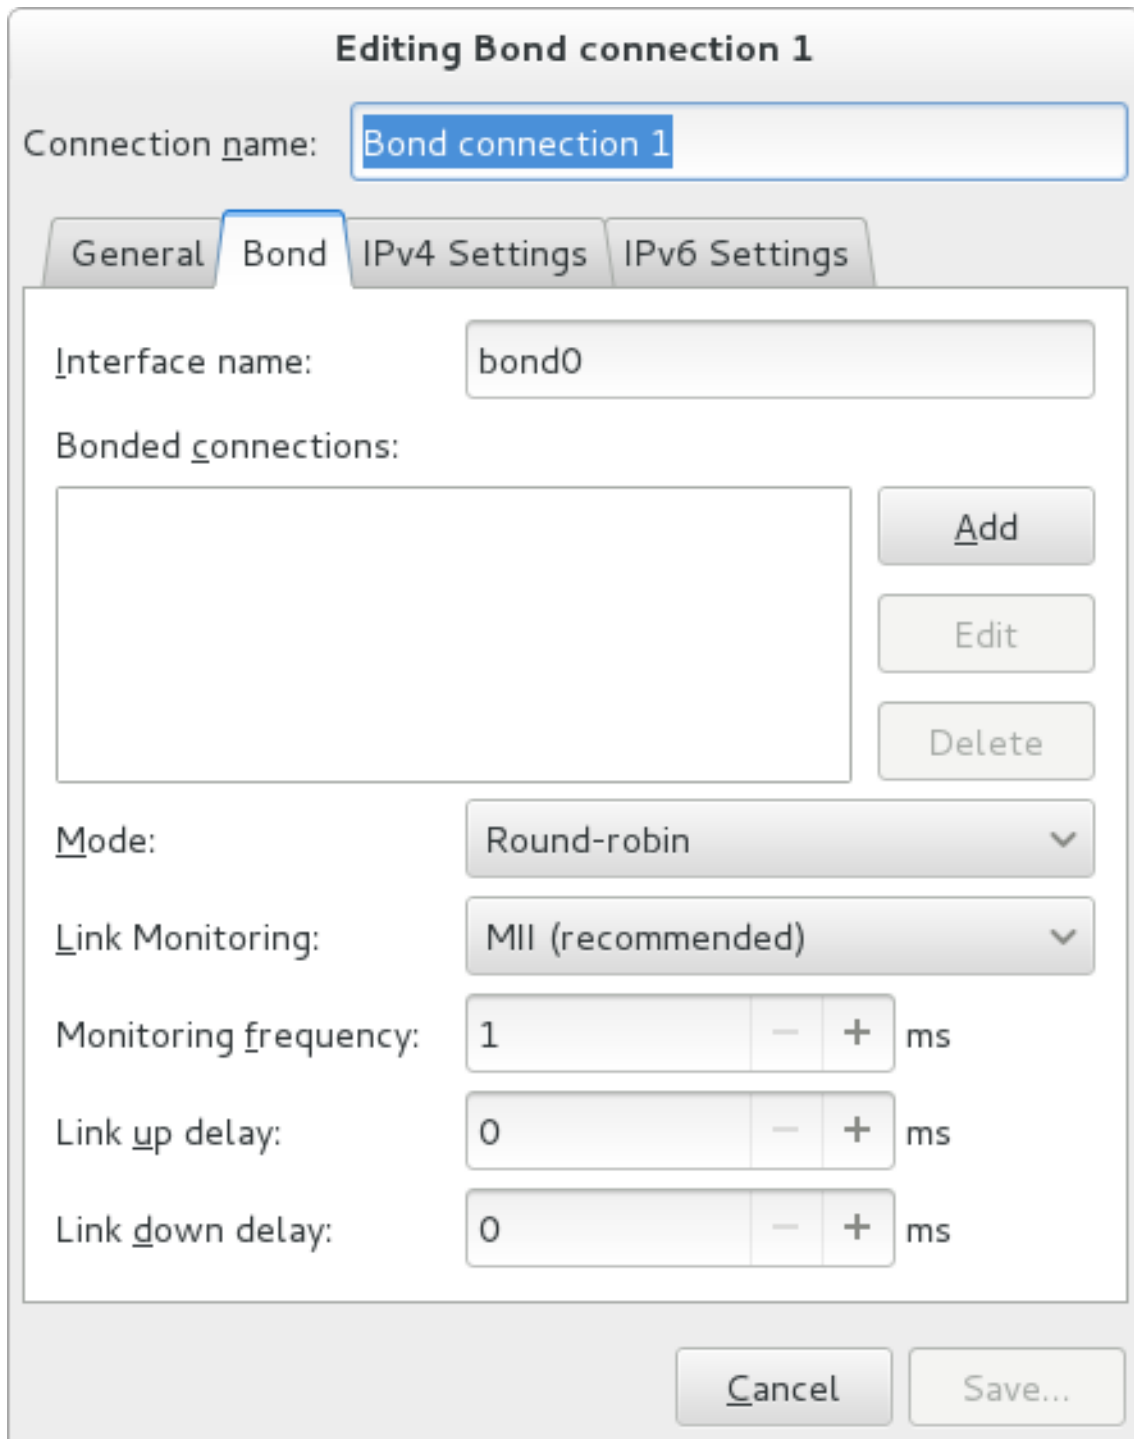 Editing Bond connection 1
Connection name: Bond connection 1
General Bond IPv4 Settings IPv6 Settings
Interface name: bond0
Bonded connections:
Add
Edit
Delete
Mode: Round-robin
Link Monitoring: MII (recommended)
Monitoring frequency: 1 − + ms
Link up delay: 0 − + ms
Link down delay: 0 − + ms
Cancel Save...